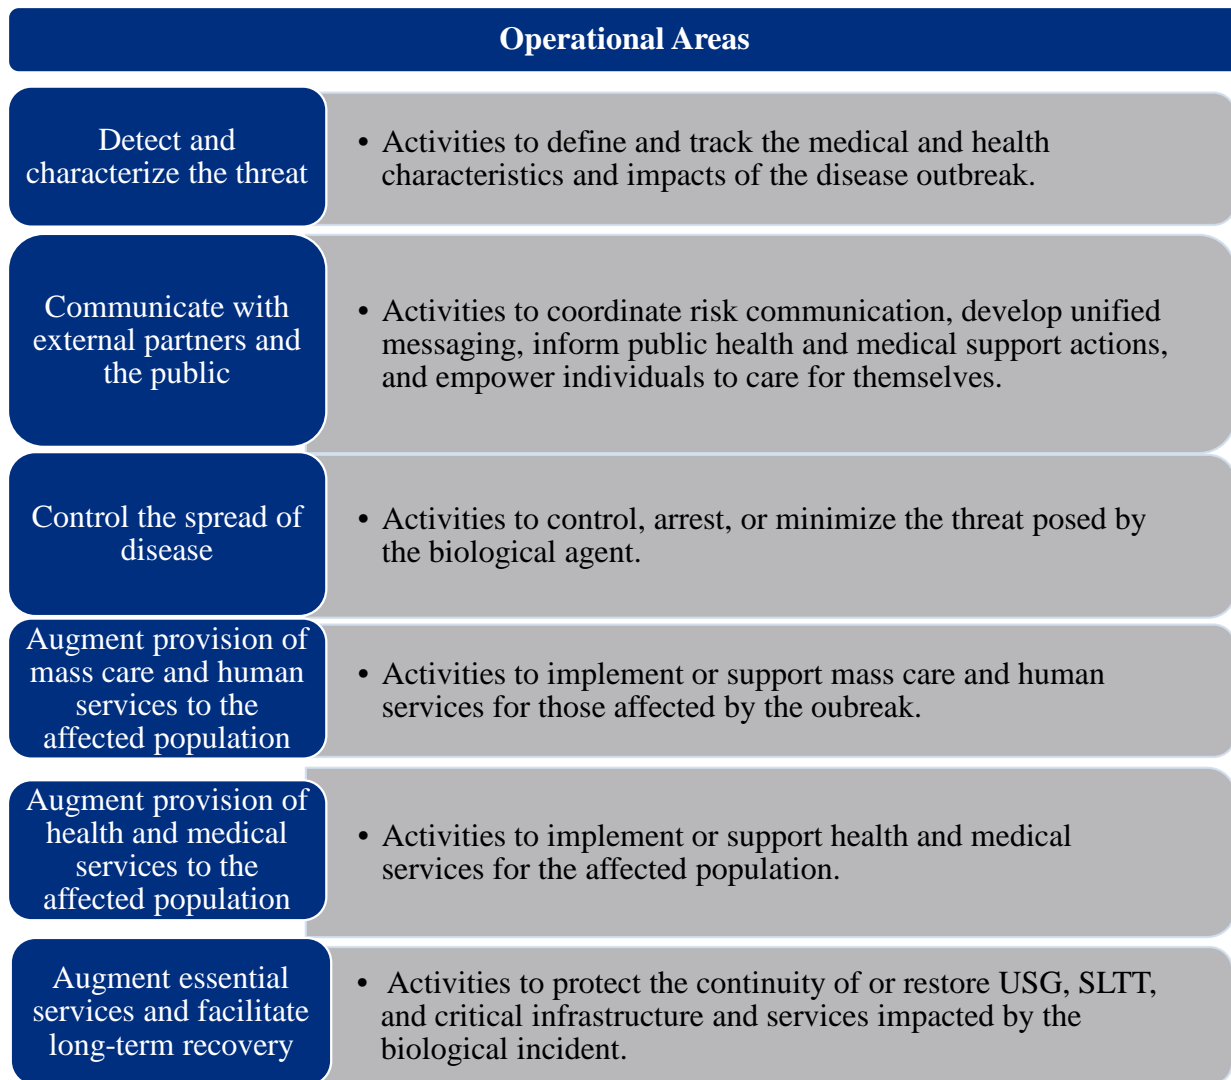 Operational Areas
Detect and
characterize the threat
• Activities to define and track the medical and health
characteristics and impacts of the disease outbreak.
Communicate with
external partners and
the public
• Activities to coordinate risk communication, develop unified
messaging, inform public health and medical support actions,
and empower individuals to care for themselves.
Control the spread of
disease
• Activities to control, arrest, or minimize the threat posed by
the biological agent.
Augment provision of
mass care and human
services to the
affected population
• Activities to implement or support mass care and human
services for those affected by the oubreak.
Augment provision of
health and medical
services to the
affected population
• Activities to implement or support health and medical
services for the affected population.
Augment essential
services and facilitate
long-term recovery
• Activities to protect the continuity of or restore USG, SLTT,
and critical infrastructure and services impacted by the
biological incident.